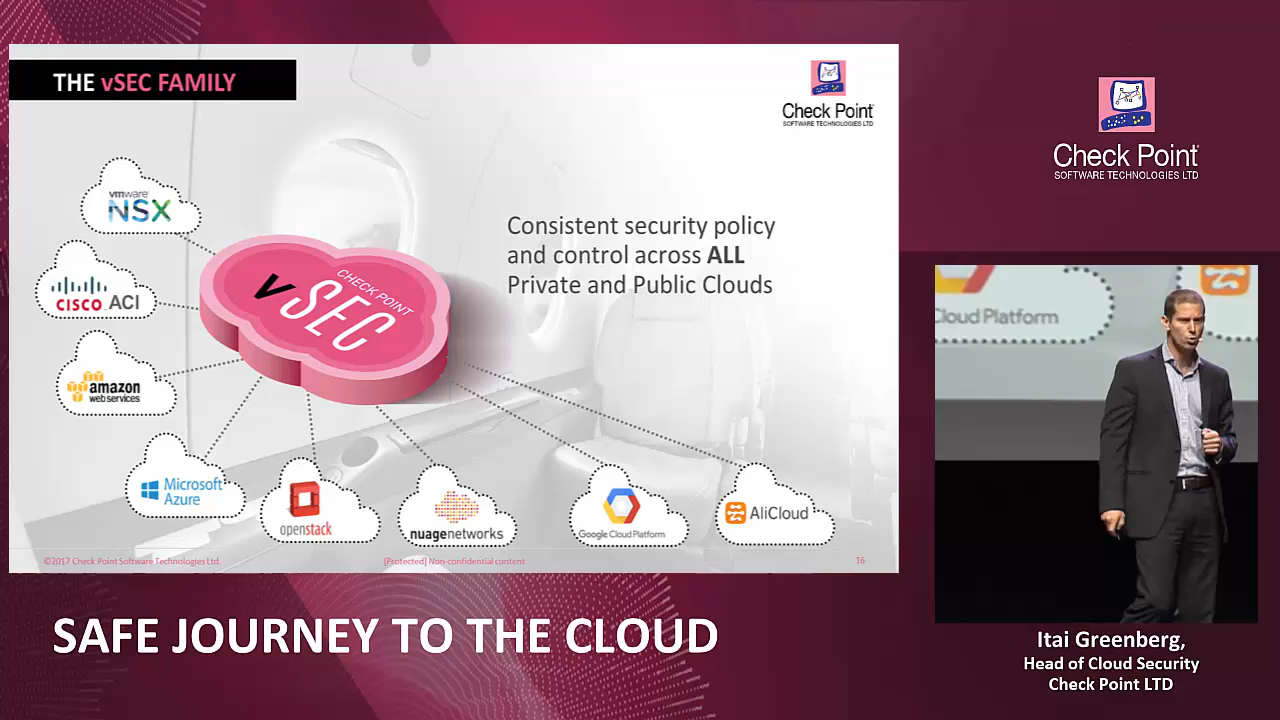 THE vSEC FAMILY
Check Point
SOFTWARE TECHNOLOGIES LTD
vmware
NSX
CISCO ACI
amazon
web services
Microsoft
Azure
openstack
nuagenetworks
Google Cloud Platform
AliCloud
CHECK POINT
vSEC
Consistent security policy
and control across ALL
Private and Public Clouds
©2017 Check Point Software Technologies Ltd.
[Protected] Non-confidential content
16
Check Point
SOFTWARE TECHNOLOGIES LTD
Cloud Platform
SAFE JOURNEY TO THE CLOUD
Itai Greenberg,
Head of Cloud Security
Check Point LTD